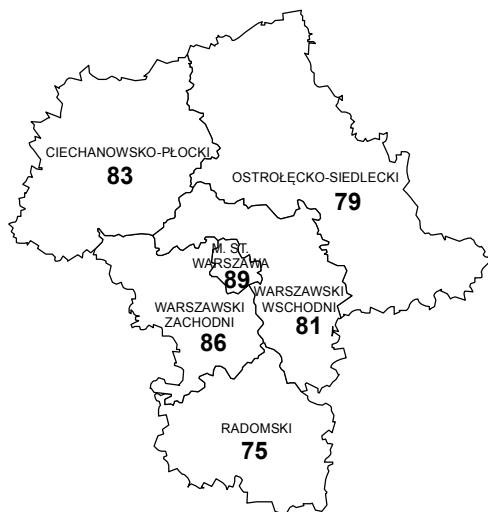 CIECHANOWSKO-PŁOCKI
83
OSTROŁĘCKO-SIEDLECKI
79
M. ST.
WARSZAWA
89
WARSZAWSKI
ZACHODNI
86
WARSZAWSKI
WSCHODNI
81
RADOMSKI
75